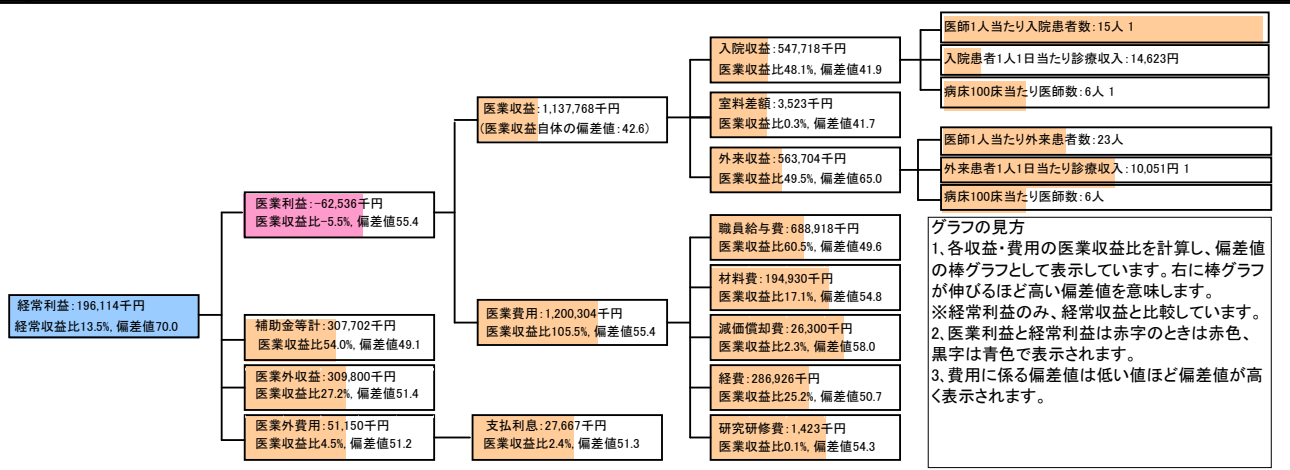 経常利益:196,114千円
経常収益比13.5%, 偏差値70.0
医業利益:-62,536千円
医業収益比-5.5%, 偏差値55.4
補助金等計:307,702千円
医業収益比54.0%, 偏差値49.1
医業外収益:309,800千円
医業収益比27.2%, 偏差値51.4
医業外費用:51,150千円
医業収益比4.5%, 偏差値51.2
支払利息:27,667千円
医業収益比2.4%, 偏差値51.3
医業収益:1,137,768千円
(医業収益自体の偏差値:42.6)
医業費用:1,200,304千円
医業収益比105.5%, 偏差値55.4
入院収益:547,718千円
医業収益比48.1%, 偏差値41.9
室料差額:3,523千円
医業収益比0.3%, 偏差値41.7
外来収益:563,704千円
医業収益比49.5%, 偏差値65.0
職員給与費:688,918千円
医業収益比60.5%, 偏差値49.6
材料費:194,930千円
医業収益比17.1%, 偏差値54.8
減価償却費:26,300千円
医業収益比2.3%, 偏差値58.0
経費:286,926千円
医業収益比25.2%, 偏差値50.7
研究研修費:1,423千円
医業収益比0.1%, 偏差値54.3
医師1人当たり入院患者数:15人 1
入院患者1人1日当たり診療収入:14,623円
病床100床当たり医師数:6人 1
医師1人当たり外来患者数:23人
外来患者1人1日当たり診療収入:10,051円 1
病床100床当たり医師数:6人
グラフの見方
1、各収益・費用の医業収益比を計算し、偏差値
の棒グラフとして表示しています。右に棒グラフ
が伸びるほど高い偏差値を意味します。
※経常利益のみ、経常収益と比較しています。
2、医業利益と経常利益は赤字のときは赤色、
黒字は青色で表示されます。
3、費用に係る偏差値は低い値ほど偏差値が高
く表示されます。